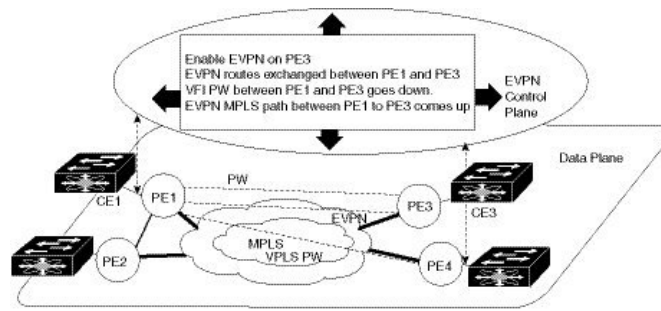 Enable EVPN on PE3
EVPN routes exchanged between PE1 and PE3
VFI PW between PE1 and PE3 goes down.
EVPN MPLS path between PE1 to PE3 comes up
EVPN
Control
Plane
Data Plane
CE1
PE1
PW
EVPN
PE3
CE3
MPLS
VPLS PW
PE2
PE4